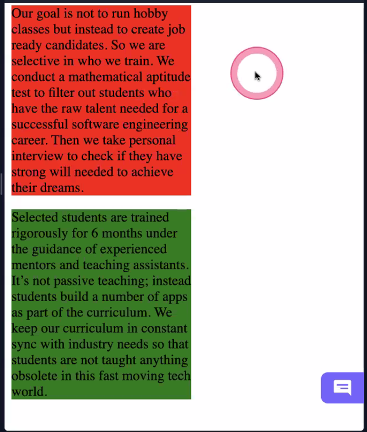 Our goal is not to run hobby
classes but instead to create job
ready candidates. So we are
selective in who we train. We
conduct a mathematical aptitude
test to filter out students who
have the raw talent needed for a
successful software engineering
career. Then we take personal
interview to check if they have
strong will needed to achieve
their dreams.
Selected students are trained
rigorously for 6 months under
the guidance of experienced
mentors and teaching assistants.
It's not passive teaching; instead
students build a number of apps
as part of the curriculum. We
keep our curriculum in constant
sync with industry needs so that
students are not taught anything
obsolete in this fast moving tech
world.